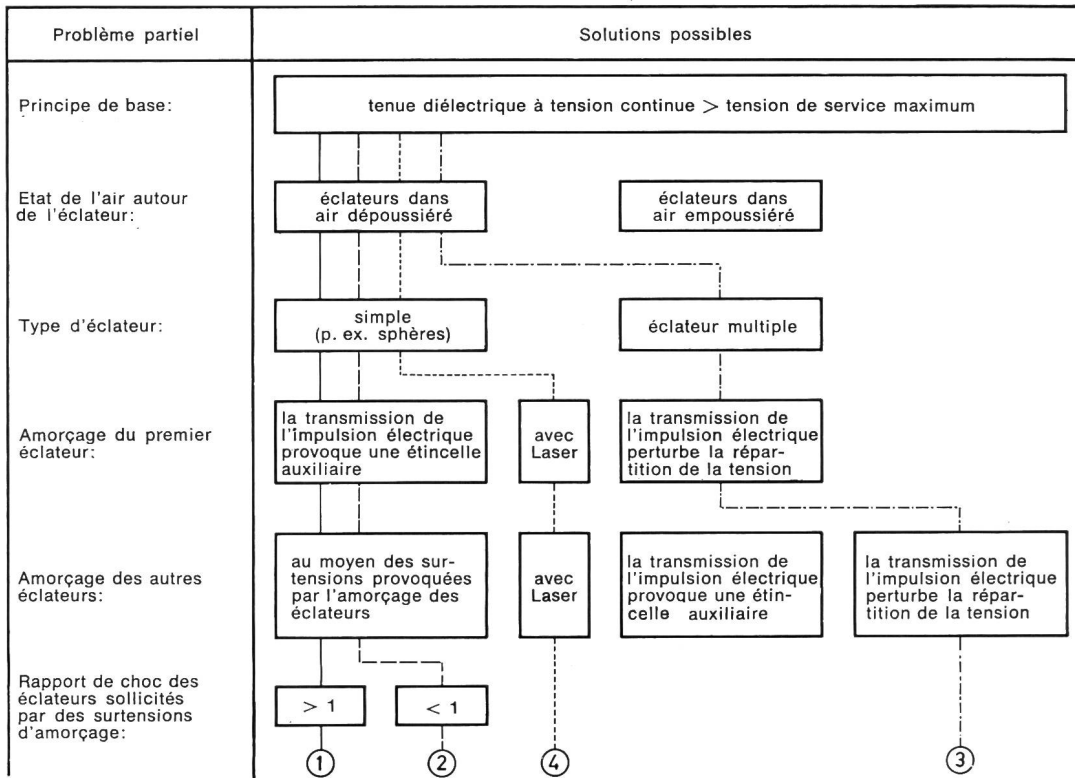 Problème partiel
Solutions possibles
Principe de base:
tenue diélectrique à tension continue > tension de service maximum
Etat de l'air autour
de l'éclateur:
éclateurs dans
air dépoussiéré
éclateurs dans
air empoussiéré
Type d'éclateur:
simple
(p. ex. sphères)
éclateur multiple
Amorçage du premier
éclateur:
la transmission de
l'impulsion électrique
provoque une étincelle
auxiliaire
avec
Laser
la transmission de
l'impulsion électrique
perturbe la répar-
tition de la tension
Amorçage des autres
éclateurs:
au moyen des sur-
tensions provoquées
par l'amorçage des
éclateurs
avec
Laser
la transmission de
l'impulsion électrique
provoque une étin-
celle auxiliaire
la transmission de
l'impulsion électrique
perturbe la répar-
tition de la tension
Rapport de choc des
éclateurs sollicités
par des surtensions
d'amorçage:
> 1
< 1
1
2
4
3